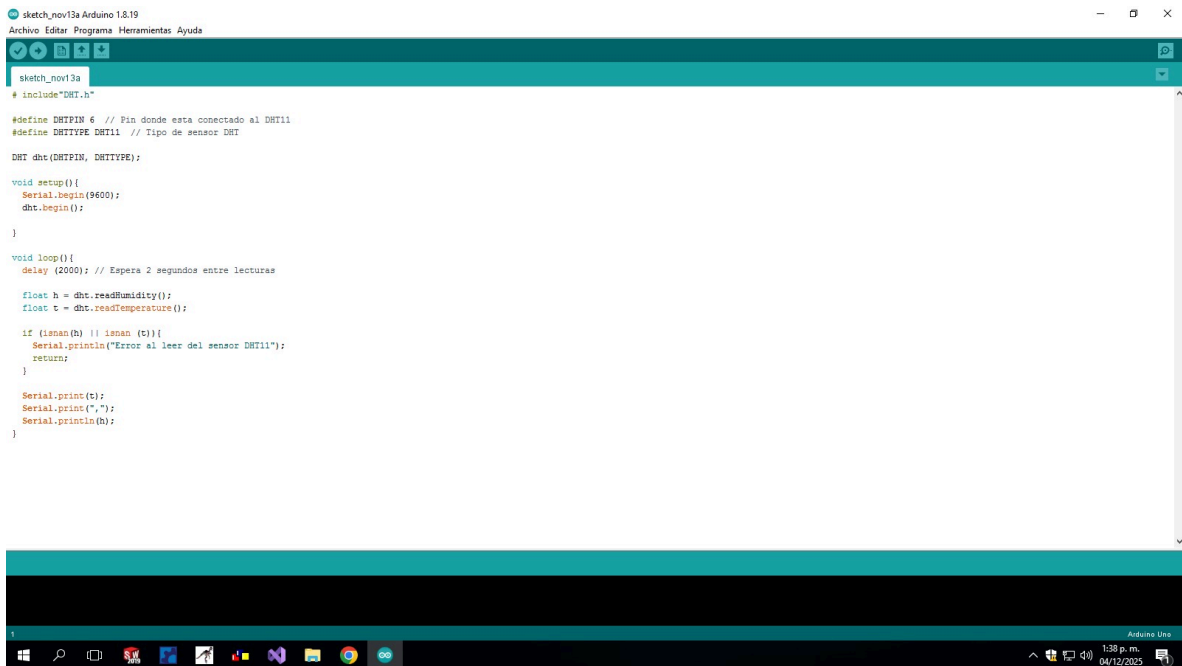 sketch_nov13a Arduino 1.8.19
Archivo Editar Programa Herramientas Ayuda
sketch_nov13a
# include"DHT.h"
#define DHTPIN 6  // Pin donde esta conectado al DHT11
#define DHTTYPE DHT11  // Tipo de sensor DHT
DHT dht(DHTPIN, DHTTYPE);
void setup(){
  Serial.begin(9600);
  dht.begin();
}
void loop(){
  delay (2000); // Espera 2 segundos entre lecturas
  float h = dht.readHumidity();
  float t = dht.readTemperature();
  if (isnan(h) || isnan (t)){
    Serial.println("Error al leer del sensor DHT11");
    return;
  }
  Serial.print(t);
  Serial.print(",");
  Serial.println(h);
}
1
Arduino Uno
SW
2019
1:38 p. m.
04/12/2025
1